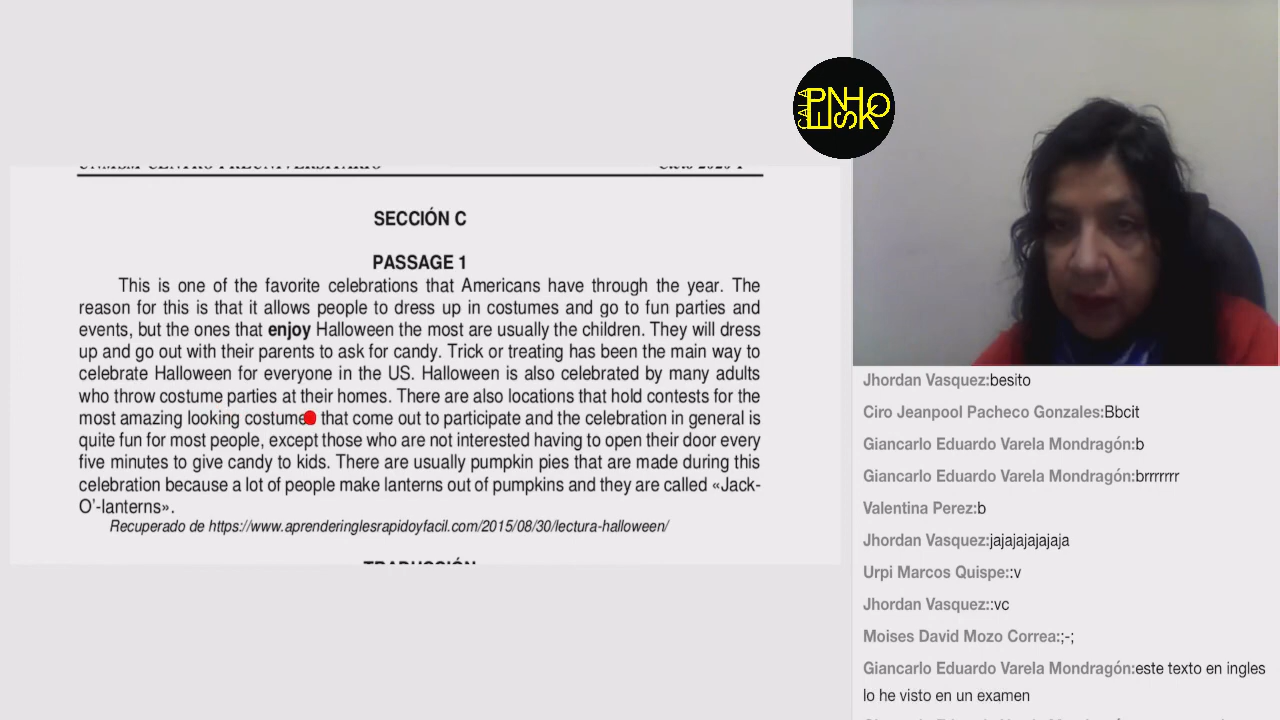 UNMSM-CENTRO PREUNIVERSITARIO Ciclo 2020-I
SECCIÓN C
PASSAGE 1
This is one of the favorite celebrations that Americans have through the year. The
reason for this is that it allows people to dress up in costumes and go to fun parties and
events, but the ones that enjoy Halloween the most are usually the children. They will dress
up and go out with their parents to ask for candy. Trick or treating has been the main way to
celebrate Halloween for everyone in the US. Halloween is also celebrated by many adults
who throw costume parties at their homes. There are also locations that hold contests for the
most amazing looking costumes that come out to participate and the celebration in general is
quite fun for most people, except those who are not interested having to open their door every
five minutes to give candy to kids. There are usually pumpkin pies that are made during this
celebration because a lot of people make lanterns out of pumpkins and they are called «Jack-
O'-lanterns».
Recuperado de https://www.aprenderinglesrapidoyfacil.com/2015/08/30/lectura-halloween/
TRADUCCIÓN
CALA
Jhordan Vasquez:besito
Ciro Jeanpool Pacheco Gonzales:Bbcit
Giancarlo Eduardo Varela Mondragón:b
Giancarlo Eduardo Varela Mondragón:brrrrrrr
Valentina Perez:b
Jhordan Vasquez:jajajajajajaja
Urpi Marcos Quispe::v
Jhordan Vasquez::vc
Moises David Mozo Correa:;-;
Giancarlo Eduardo Varela Mondragón:este texto en ingles
lo he visto en un examen